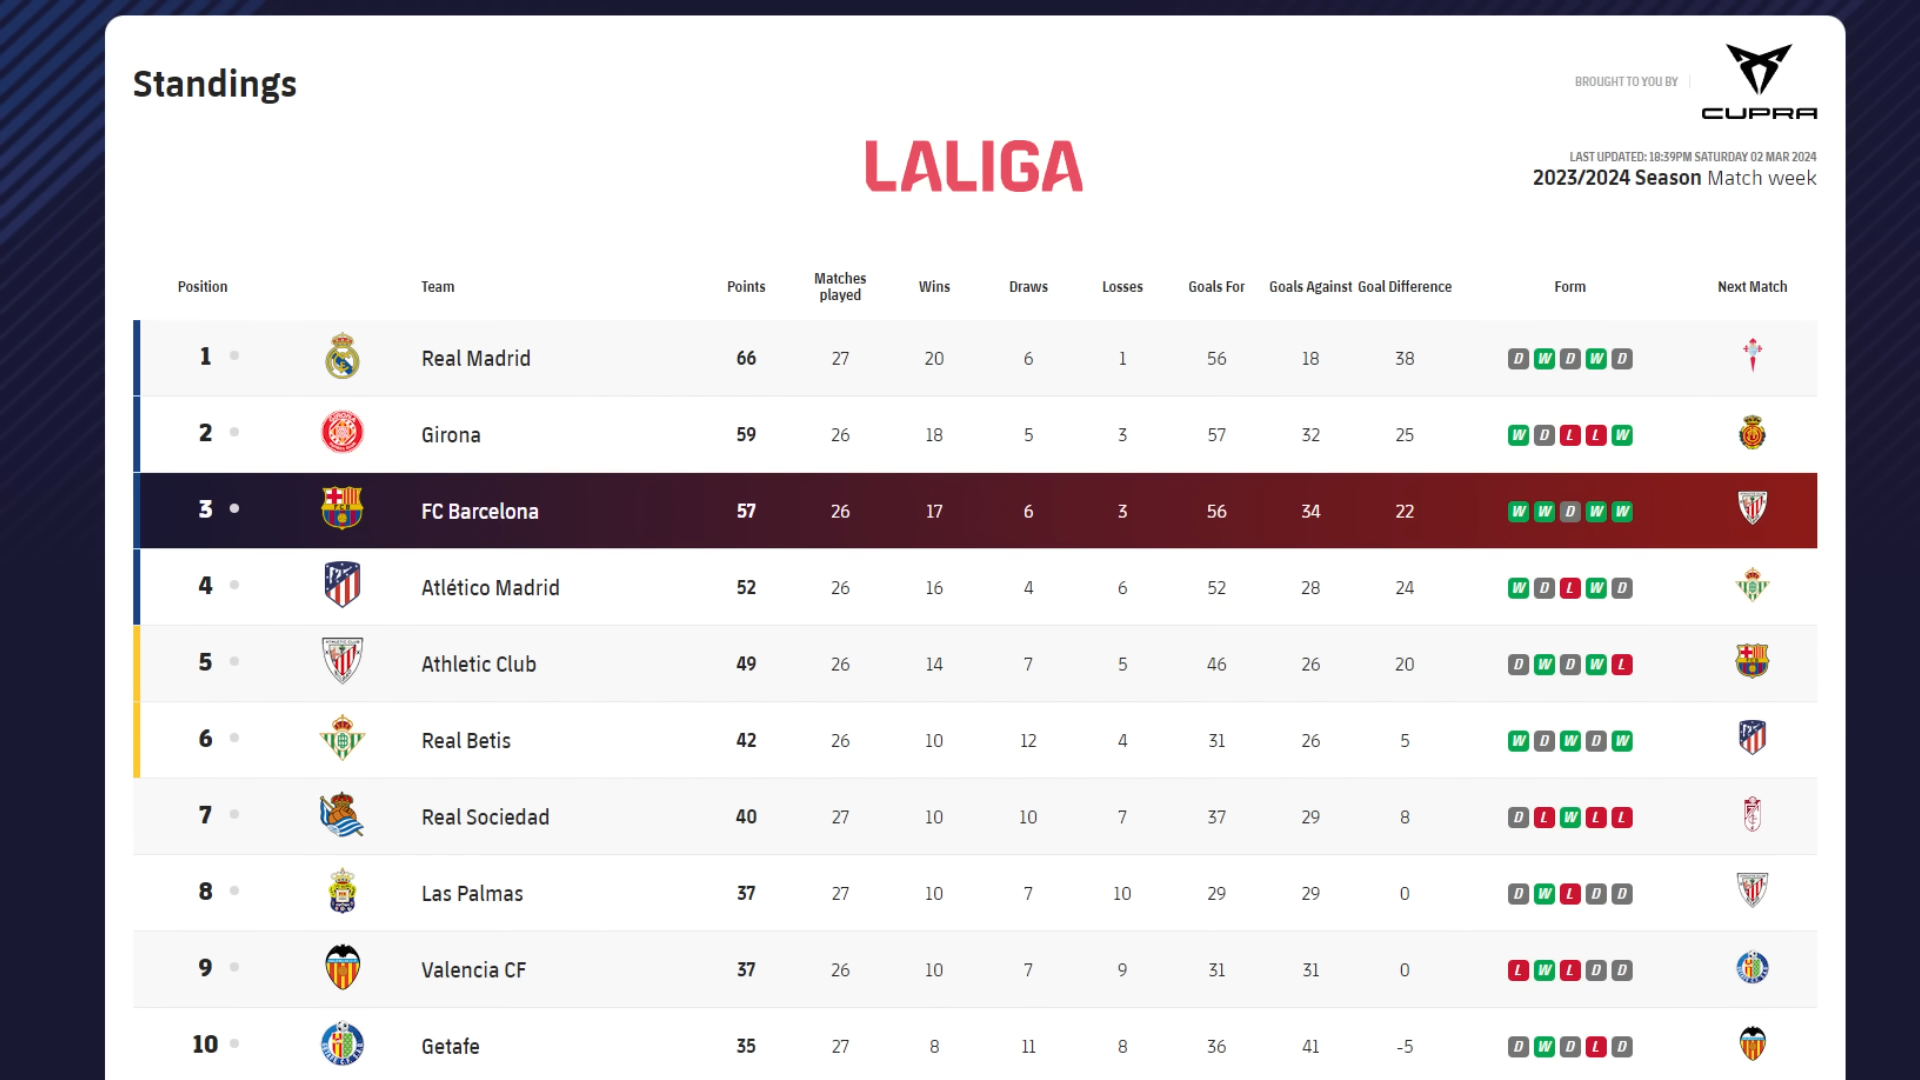 Standings
BROUGHT TO YOU BY
CUPRA
LALIGA
LAST UPDATED: 18:39PM SATURDAY 02 MAR 2024
2023/2024 Season Match week
Position Team Points Matches played Wins Draws Losses Goals For Goals Against Goal Difference Form Next Match
1 Real Madrid 66 27 20 6 1 56 18 38 D W D W D
2 Girona 59 26 18 5 3 57 32 25 W D L L W
3 FC Barcelona 57 26 17 6 3 56 34 22 W W D W W
4 Atlético Madrid 52 26 16 4 6 52 28 24 W D L W D
5 Athletic Club 49 26 14 7 5 46 26 20 D W D W L
6 Real Betis 42 26 10 12 4 31 26 5 W D W D W
7 Real Sociedad 40 27 10 10 7 37 29 8 D L W L L
8 Las Palmas 37 27 10 7 10 29 29 0 D W L D D
9 Valencia CF 37 26 10 7 9 31 31 0 L W L D D
10 Getafe 35 27 8 11 8 36 41 -5 D W D L D